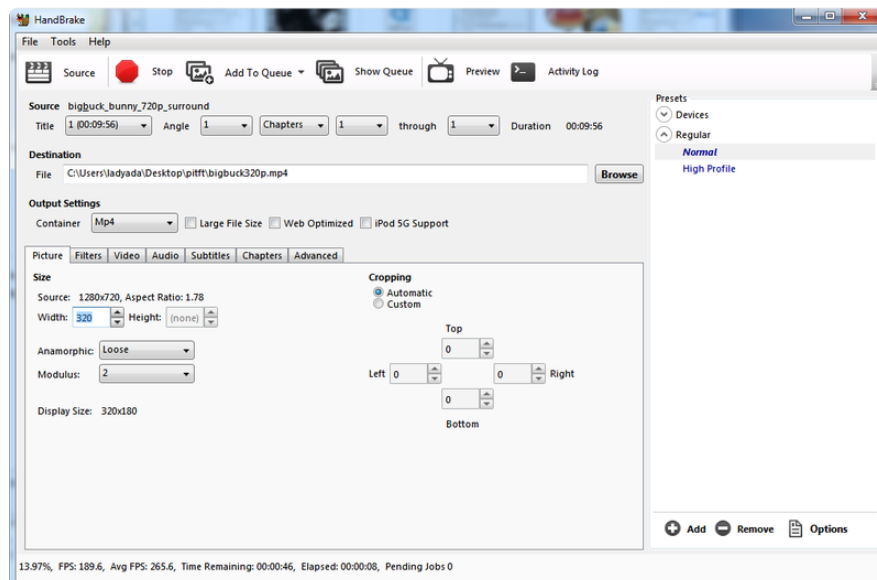 HandBrake
File Tools Help
Source Stop Add To Queue Show Queue Preview Activity Log
Source bigbuck_bunny_720p_surround
Title 1 (00:09:56) Angle 1 Chapters 1 through 1 Duration 00:09:56
Destination
File C:\Users\ladyada\Desktop\pitft\bigbuck320p.mp4 Browse
Output Settings
Container Mp4 Large File Size Web Optimized iPod 5G Support
Picture Filters Video Audio Subtitles Chapters Advanced
Size
Source: 1280x720, Aspect Ratio: 1.78
Width: 320 Height: (none)
Anamorphic: Loose
Modulus: 2
Display Size: 320x180
Cropping
Automatic
Custom
Top
0
Left 0 0 Right
0
Bottom
Presets
Devices
Regular
Normal
High Profile
Add Remove Options
13.97%, FPS: 189.6, Avg FPS: 265.6, Time Remaining: 00:00:46, Elapsed: 00:00:08, Pending Jobs 0